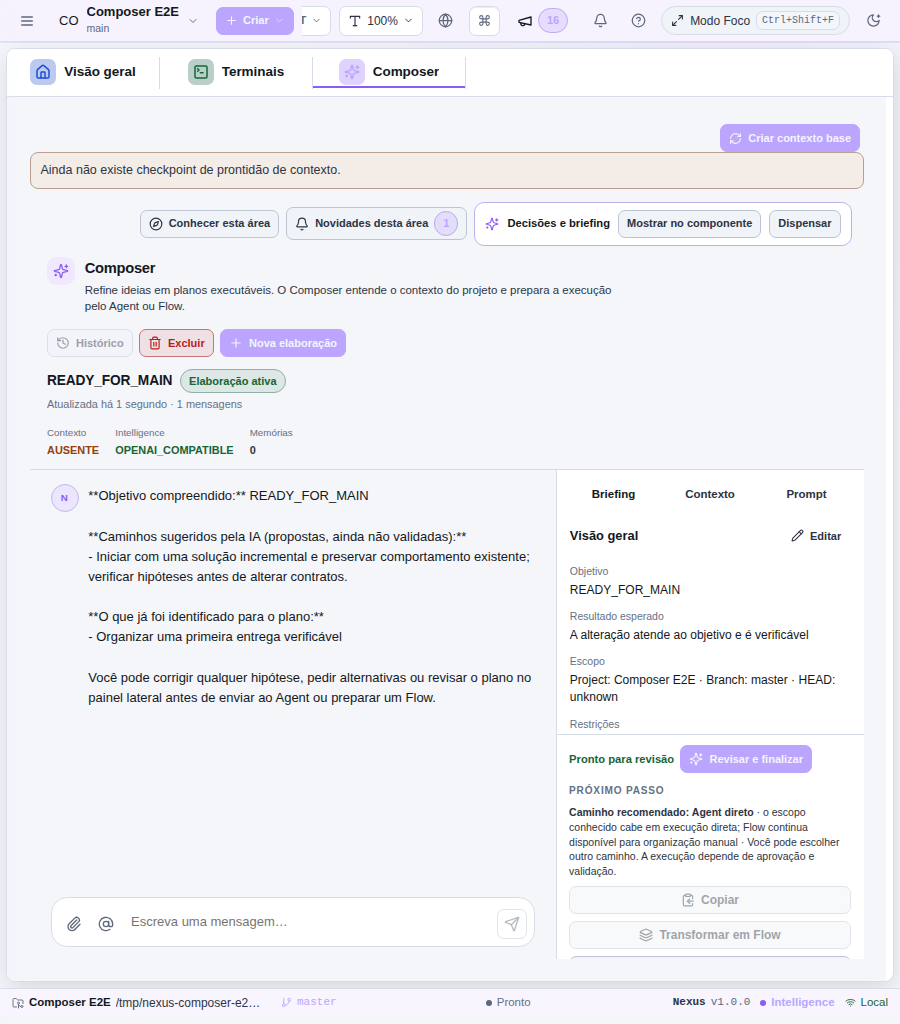 CO Composer E2E
main
Criar
T
100%
16
Modo Foco Ctrl+Shift+F
Visão geral
Terminais
Composer
Criar contexto base
Ainda não existe checkpoint de prontidão de contexto.
Conhecer esta área
Novidades desta área 1
Decisões e briefing
Mostrar no componente
Dispensar
Composer
Refine ideias em planos executáveis. O Composer entende o contexto do projeto e prepara a execução
pelo Agent ou Flow.
Histórico
Excluir
Nova elaboração
READY_FOR_MAIN Elaboração ativa
Atualizada há 1 segundo · 1 mensagens
Contexto Intelligence Memórias
AUSENTE OPENAI_COMPATIBLE 0
N
**Objetivo compreendido:** READY_FOR_MAIN
**Caminhos sugeridos pela IA (propostas, ainda não validadas):**
- Iniciar com uma solução incremental e preservar comportamento existente;
verificar hipóteses antes de alterar contratos.
**O que já foi identificado para o plano:**
- Organizar uma primeira entrega verificável
Você pode corrigir qualquer hipótese, pedir alternativas ou revisar o plano no
painel lateral antes de enviar ao Agent ou preparar um Flow.
Escreva uma mensagem…
Briefing Contexto Prompt
Visão geral Editar
Objetivo
READY_FOR_MAIN
Resultado esperado
A alteração atende ao objetivo e é verificável
Escopo
Project: Composer E2E · Branch: master · HEAD:
unknown
Restrições
Pronto para revisão Revisar e finalizar
PRÓXIMO PASSO
Caminho recomendado: Agent direto · o escopo
conhecido cabe em execução direta; Flow continua
disponível para organização manual · Você pode escolher
outro caminho. A execução depende de aprovação e
validação.
Copiar
Transformar em Flow
Composer E2E /tmp/nexus-composer-e2… master
Pronto
Nexus v1.0.0 Intelligence Local